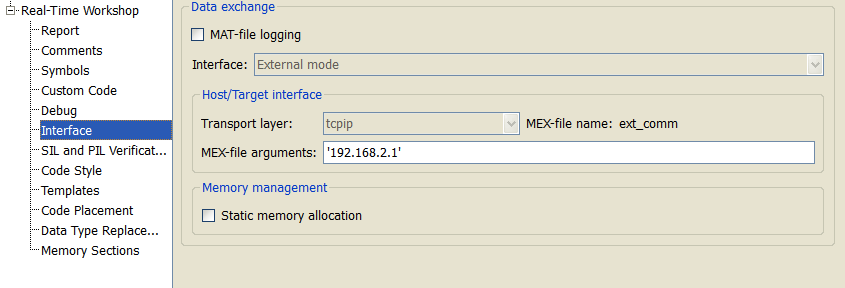 Real-Time Workshop
Report
Comments
Symbols
Custom Code
Debug
Interface
SIL and PIL Verificat...
Code Style
Templates
Code Placement
Data Type Replace...
Memory Sections
Data exchange
MAT-file logging
Interface: External mode
Host/Target interface
Transport layer: tcpip MEX-file name: ext_comm
MEX-file arguments: '192.168.2.1'
Memory management
Static memory allocation